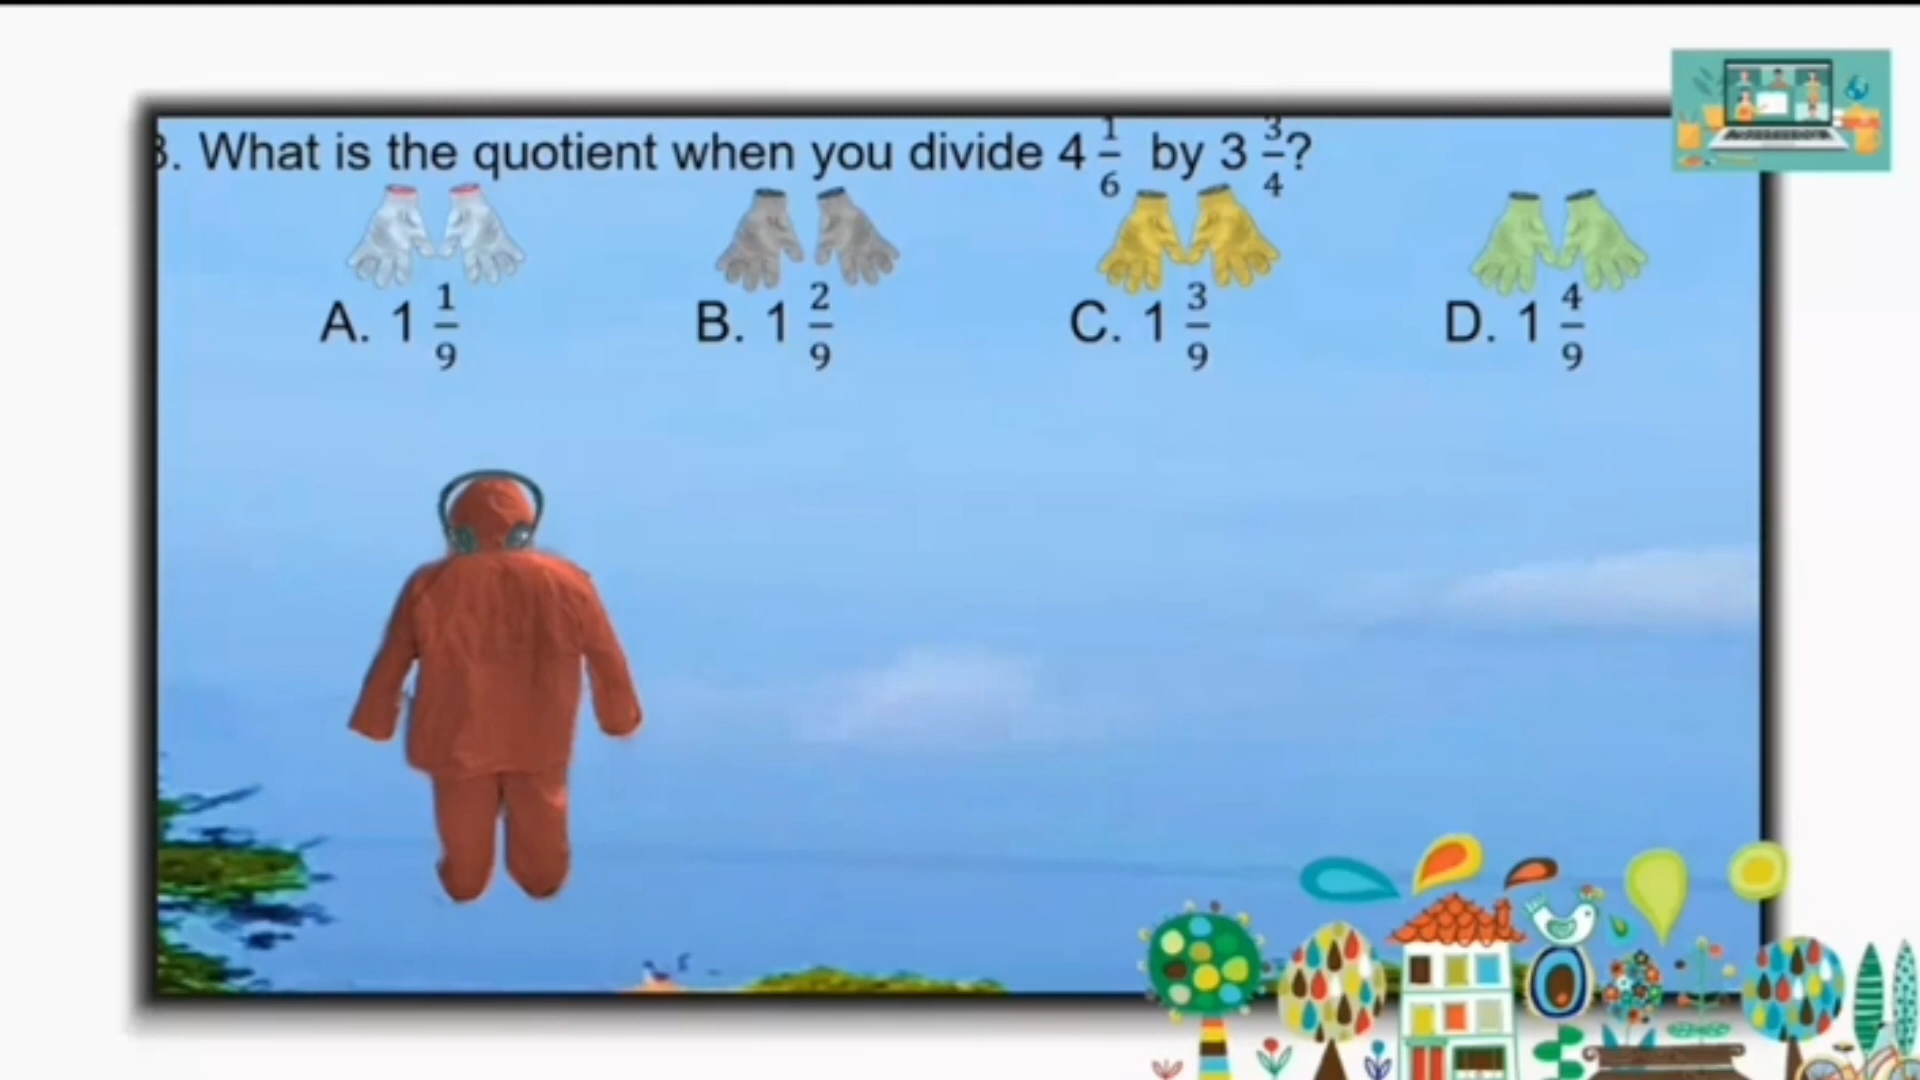 3. What is the quotient when you divide 4 1/6 by 3 3/4?
A. 1 1/9 B. 1 2/9 C. 1 3/9 D. 1 4/9